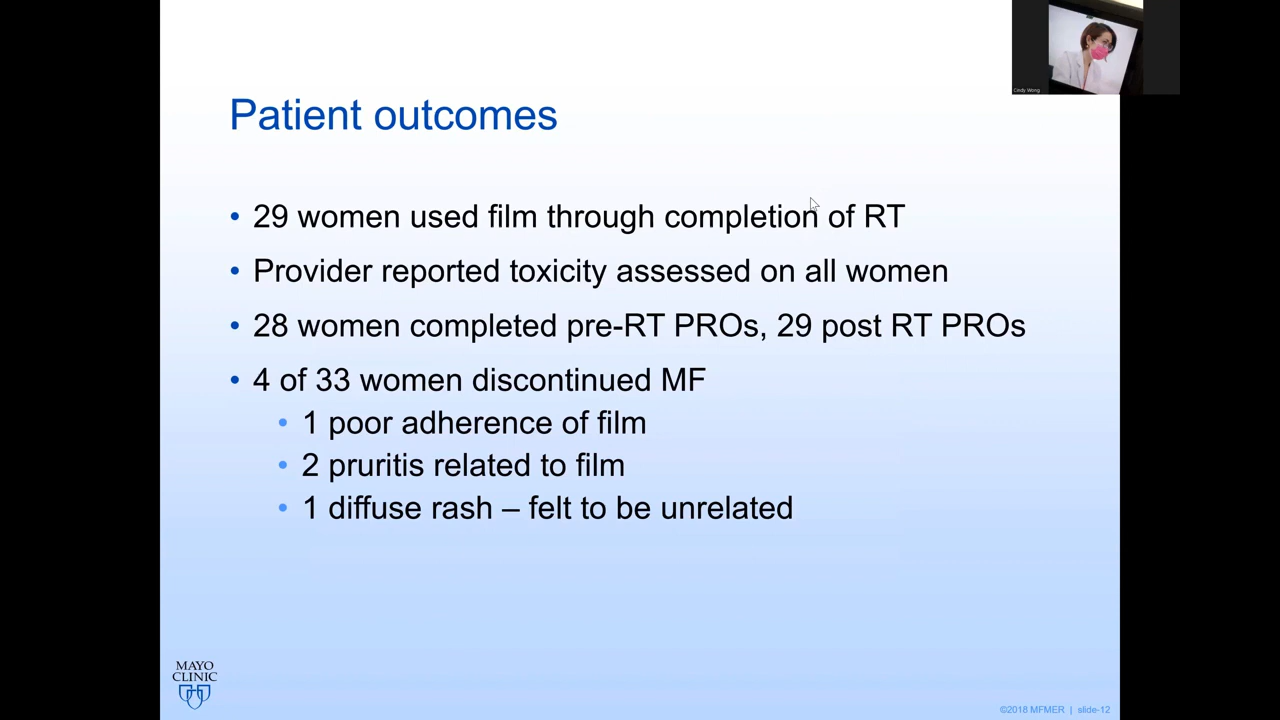 Cindy Wong
Patient outcomes
• 29 women used film through completion of RT
• Provider reported toxicity assessed on all women
• 28 women completed pre-RT PROs, 29 post RT PROs
• 4 of 33 women discontinued MF
• 1 poor adherence of film
• 2 pruritis related to film
• 1 diffuse rash – felt to be unrelated
MAYO
CLINIC
©2018 MFMER | slide-12